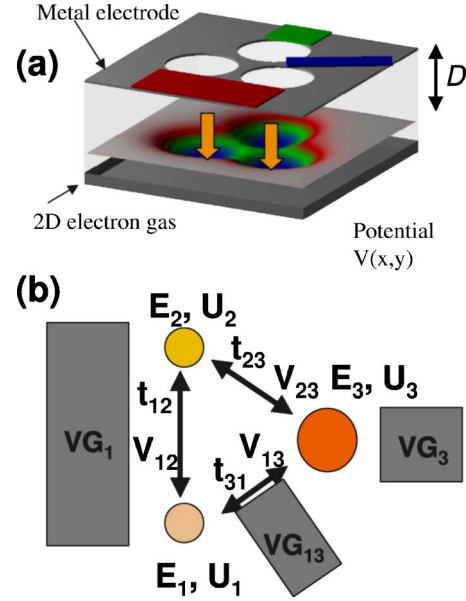 Metal electrode
(a)
D
2D electron gas
Potential
V(x,y)
(b)
E₂, U₂
t₂₃
V₂₃ E₃, U₃
t₁₂
VG₁
V₁₂
V₁₃
t₃₁
VG₃
VG₁₃
E₁, U₁